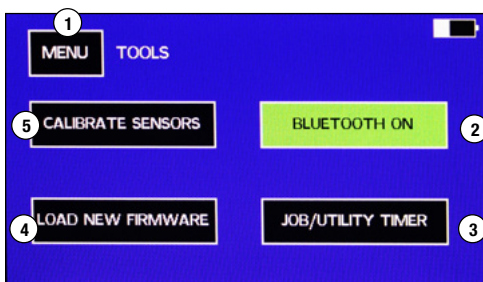 1
MENU TOOLS
5 CALIBRATE SENSORS BLUETOOTH ON 2
4 LOAD NEW FIRMWARE JOB/UTILITY TIMER 3